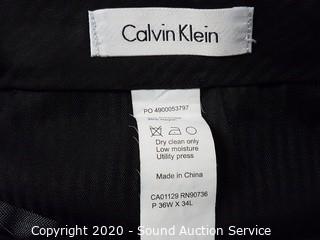 Calvin Klein
PO 4900053797
Dry clean only
Low moisture
Utility press
Made in China
CA01129 RN90736
P 36W X 34L
Copyright 2020 - Sound Auction Service